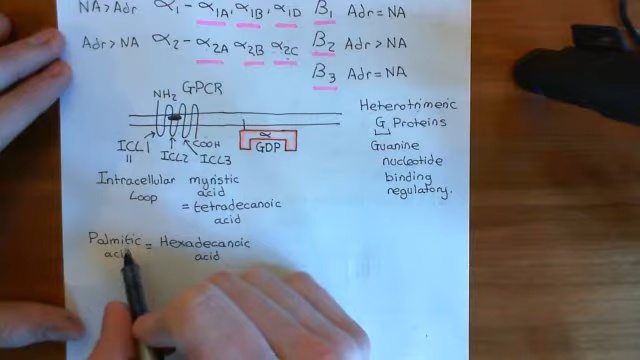 NA>Adr α1 - α1A, α1B, α1D β1 Adr = NA
Adr>NA α2 - α2A α2B α2C β2 Adr > NA
β3 Adr = NA
NH2 GPCR
Heterotrimeric
G Proteins
α
GDP
COOH
ICL1
ICL2
ICL3
Guanine
nucleotide
binding
regulatory.
=
Intracellular
Loop
myristic
acid
= tetradecanoic
acid
Palmitic = Hexadecanoic
acid